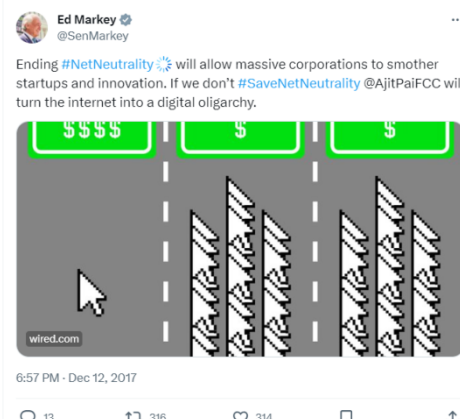 Ed Markey
@SenMarkey
Ending #NetNeutrality will allow massive corporations to smother
startups and innovation. If we don't #SaveNetNeutrality @AjitPaiFCC wil
turn the internet into a digital oligarchy.
$$$$ $ $
wired.com
6:57 PM · Dec 12, 2017
13 316 314